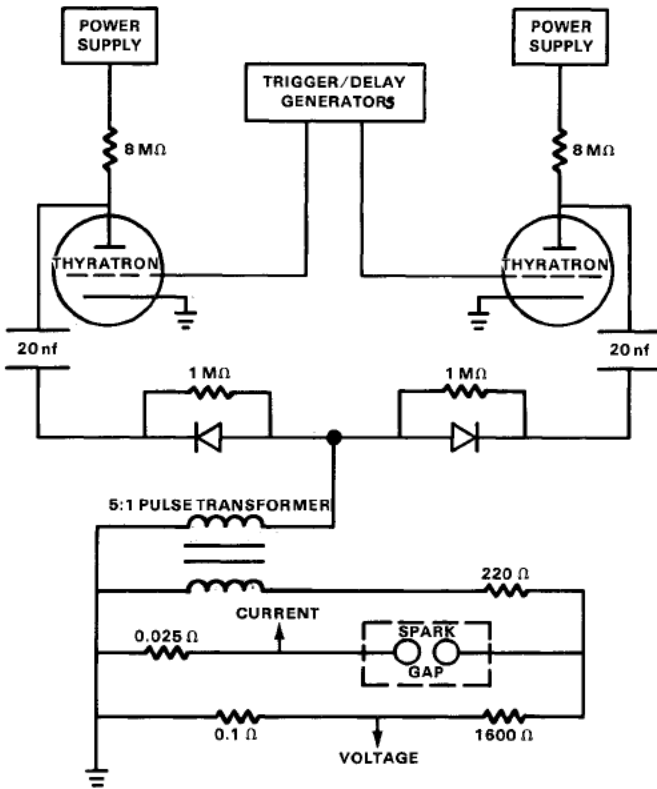 POWER
SUPPLY
POWER
SUPPLY
TRIGGER/DELAY
GENERATORS
8 MΩ
8 MΩ
THYRATRON
THYRATRON
20 nf
20 nf
1 MΩ
1 MΩ
5:1 PULSE TRANSFORMER
220 Ω
CURRENT
0.025 Ω
SPARK
GAP
0.1 Ω
1600 Ω
VOLTAGE